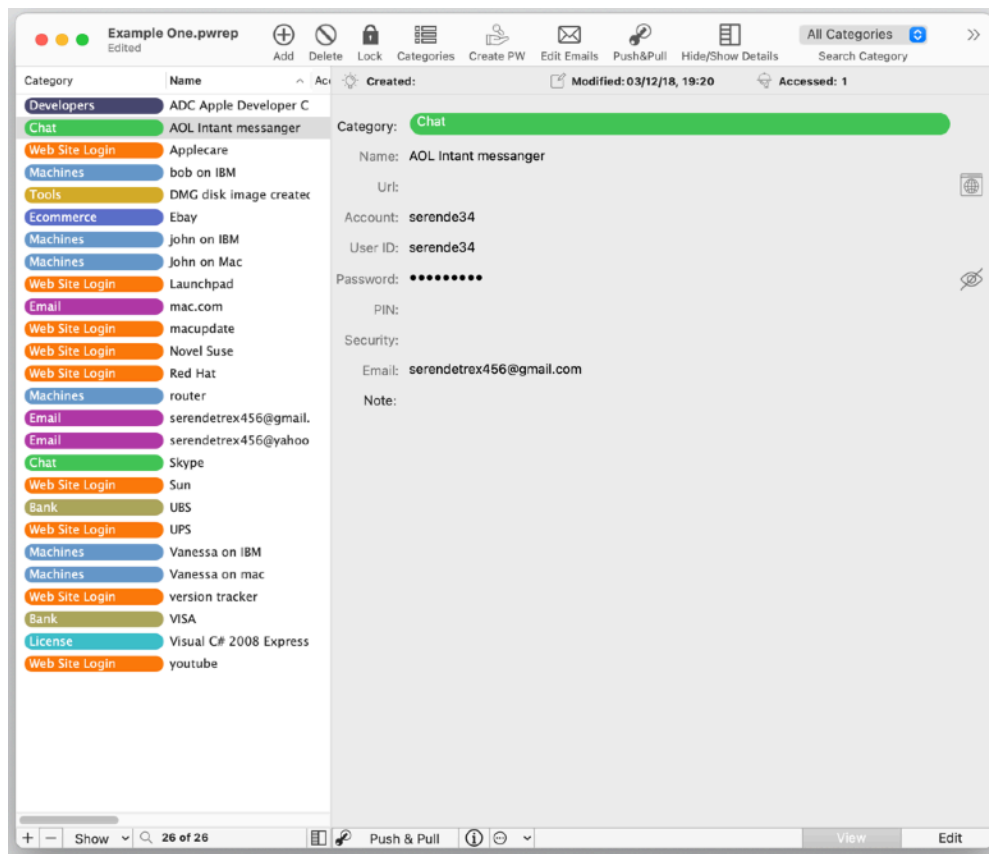 Example One.pwrep
Edited
Add Delete Lock Categories Create PW Edit Emails Push&Pull Hide/Show Details
All Categories
Search Category
Category Name Acc
Created: Modified: 03/12/18, 19:20 Accessed: 1
Developers ADC Apple Developer C
Chat AOL Intant messanger
Web Site Login Applecare
Machines bob on IBM
Tools DMG disk image created
Ecommerce Ebay
Machines john on IBM
Machines John on Mac
Web Site Login Launchpad
Email mac.com
Web Site Login macupdate
Web Site Login Novel Suse
Web Site Login Red Hat
Machines router
Email serendetrex456@gmail.
Email serendetrex456@yahoo
Chat Skype
Web Site Login Sun
Bank UBS
Web Site Login UPS
Machines Vanessa on IBM
Machines Vanessa on mac
Web Site Login version tracker
Bank VISA
License Visual C# 2008 Express
Web Site Login youtube
Category: Chat
Name: AOL Intant messanger
Url:
Account: serende34
User ID: serende34
Password: •••••••••
PIN:
Security:
Email: serendetrex456@gmail.com
Note:
+ − Show 26 of 26 Push & Pull View Edit